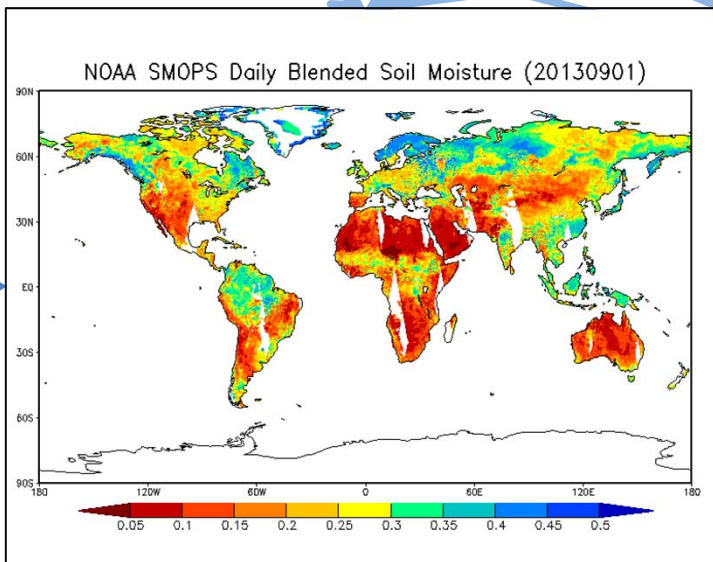 NOAA SMOPS Daily Blended Soil Moisture (20130901)
90N
60N
30N
EQ
30S
60S
90S
180 120W 60W 0 60E 120E 180
0.05 0.1 0.15 0.2 0.25 0.3 0.35 0.4 0.45 0.5